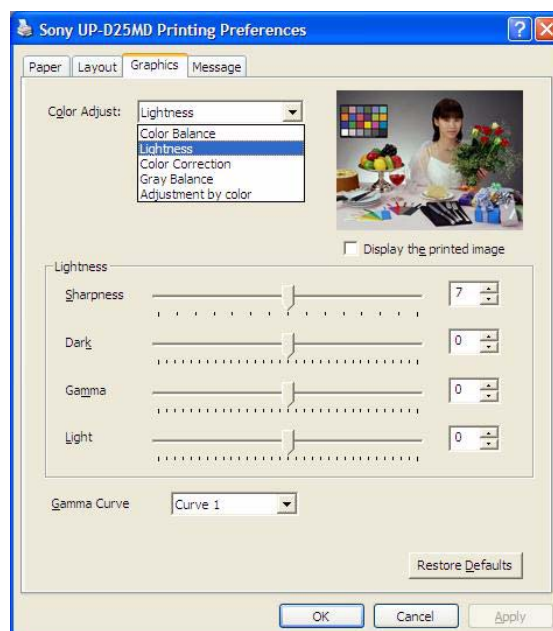 Sony UP-D25MD Printing Preferences
Paper Layout Graphics Message
Color Adjust: Lightness
Color Balance
Lightness
Color Correction
Gray Balance
Adjustment by color
Display the printed image
Lightness
Sharpness 7
Dark 0
Gamma 0
Light 0
Gamma Curve Curve 1
Restore Defaults
OK Cancel Apply